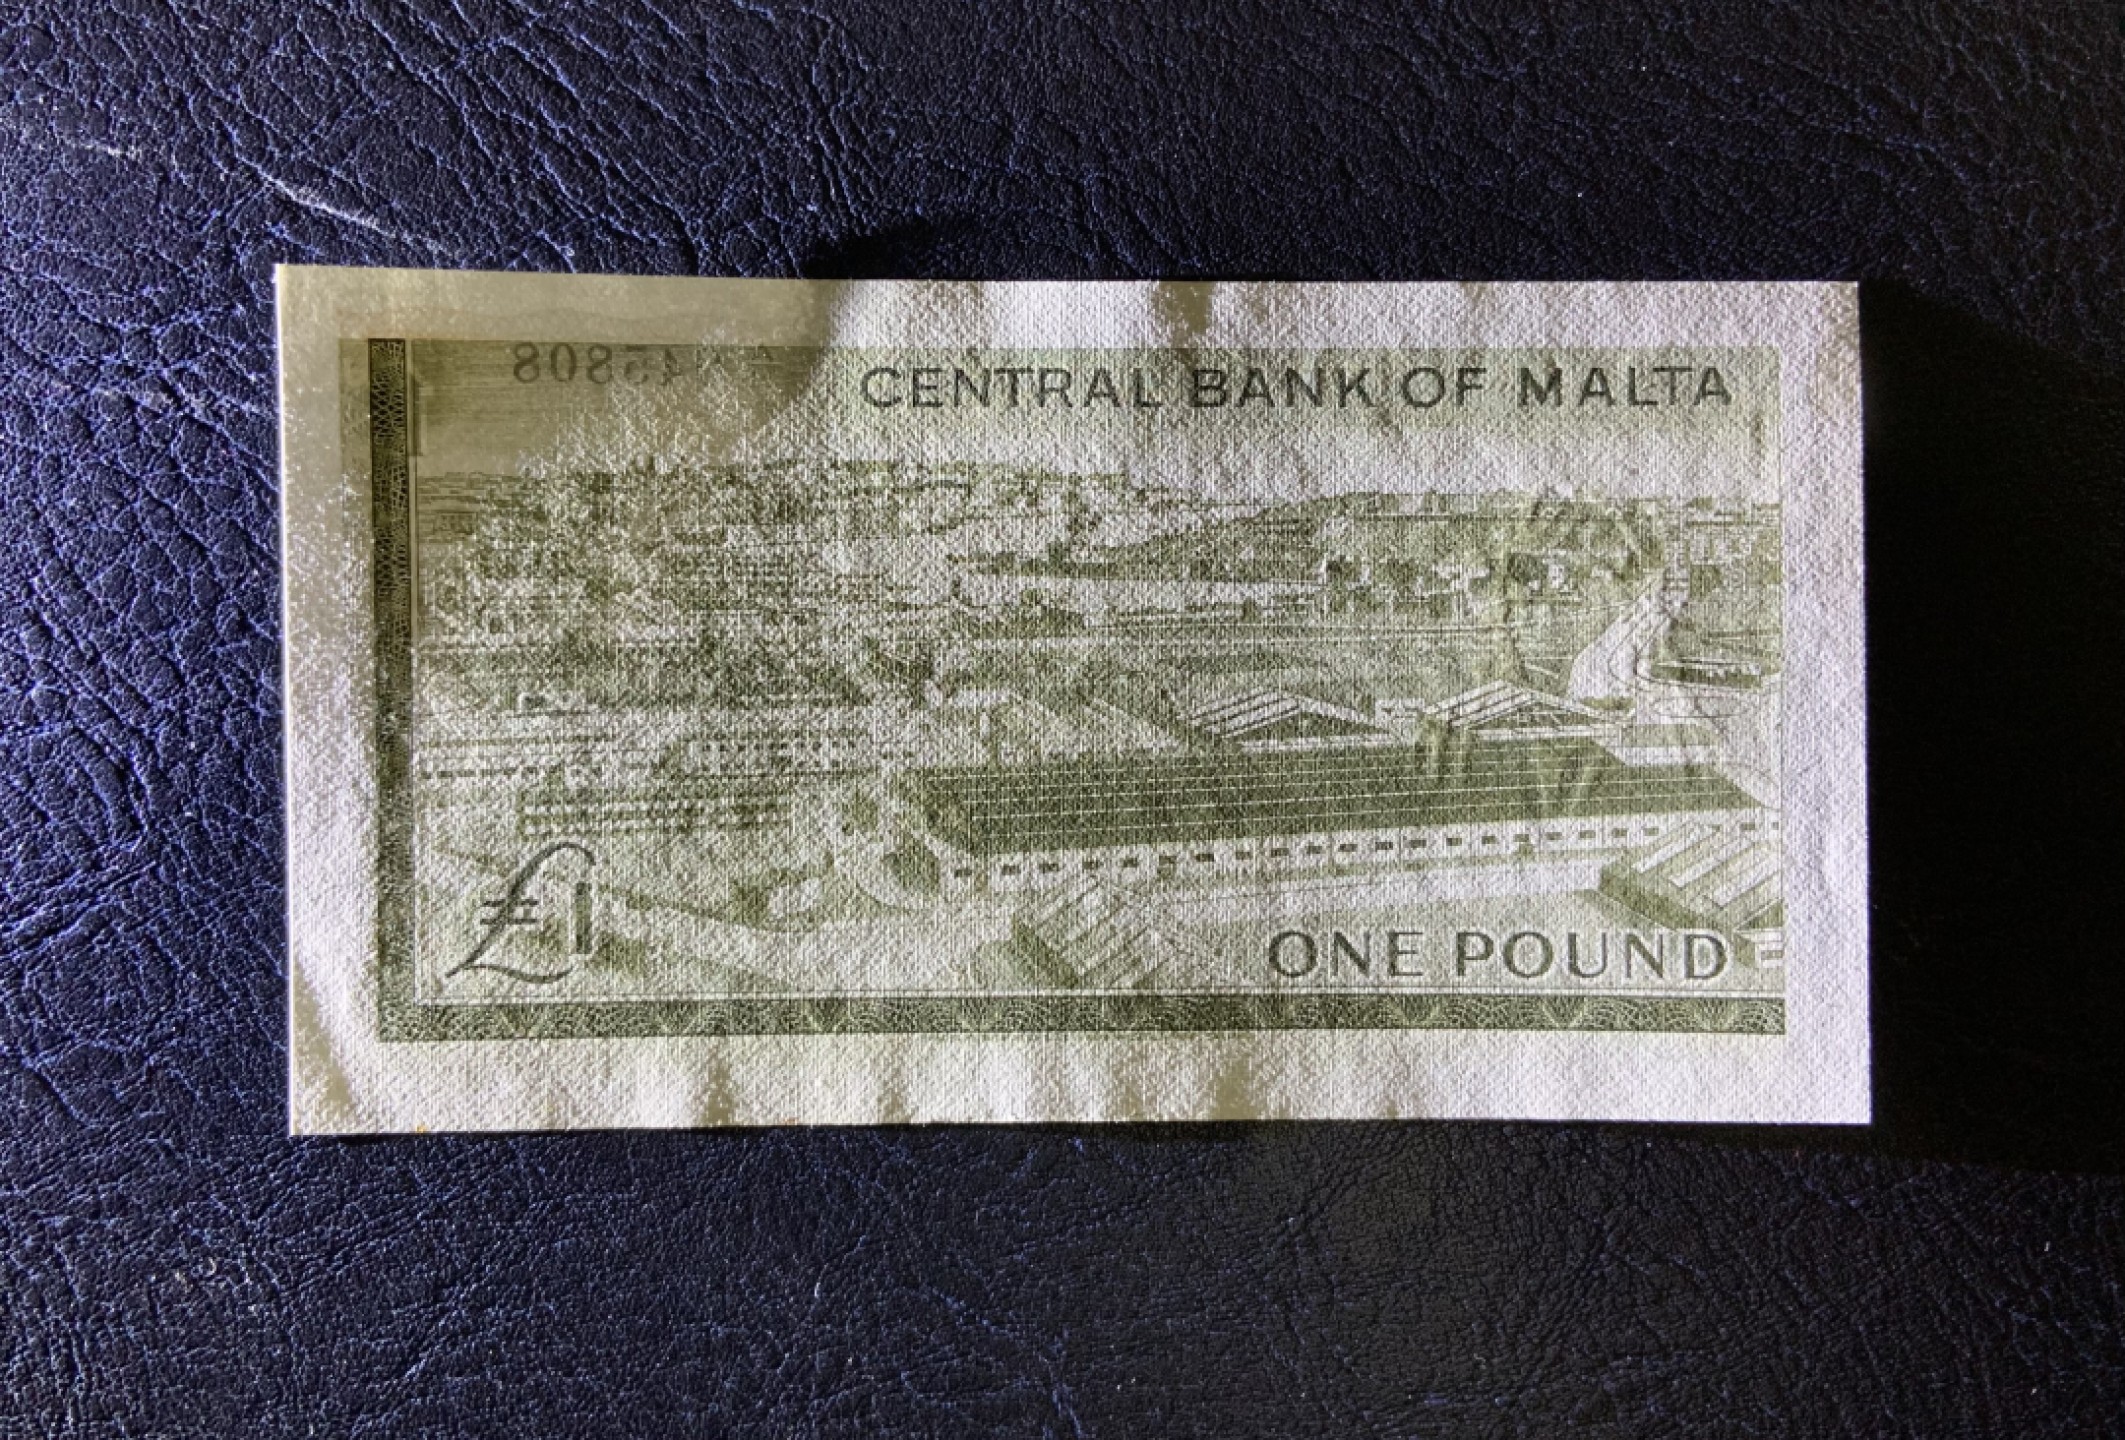 CENTRAL BANK OF MALTA
£1
ONE POUND